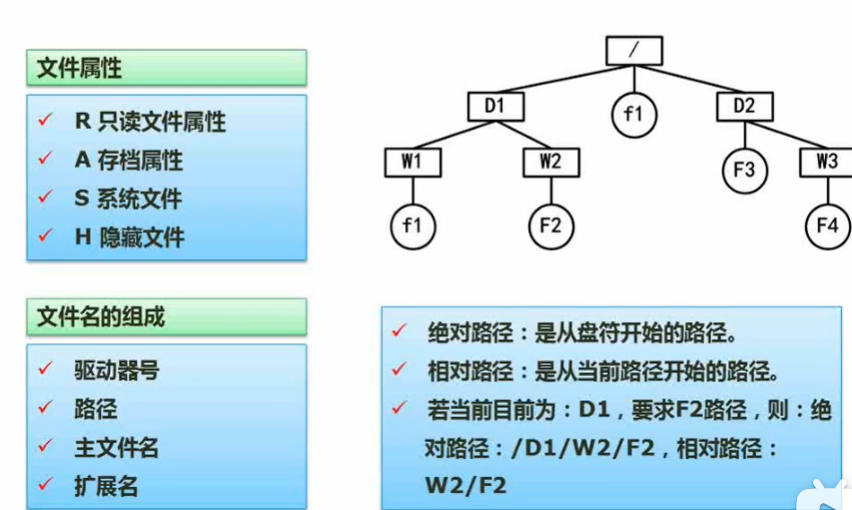 文件属性
R 只读文件属性
A 存档属性
S 系统文件
H 隐藏文件
/
D1
f1
D2
W1
W2
F3
W3
f1
F2
F4
文件名的组成
驱动器号
路径
主文件名
扩展名
绝对路径：是从盘符开始的路径。
相对路径：是从当前路径开始的路径。
若当前目前为：D1，要求F2路径，则：绝
对路径：/D1/W2/F2，相对路径：
W2/F2